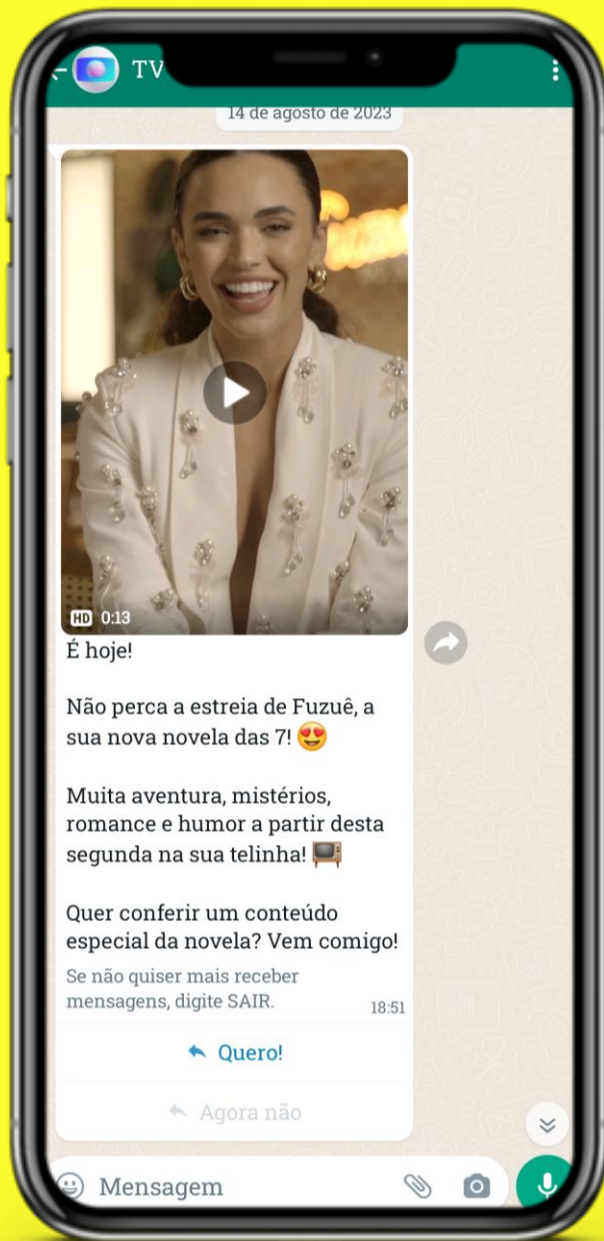 TV
14 de agosto de 2023
HD 0:13
É hoje!
Não perca a estreia de Fuzuê, a
sua nova novela das 7! 😍
Muita aventura, mistérios,
romance e humor a partir desta
segunda na sua telinha! 📺
Quer conferir um conteúdo
especial da novela? Vem comigo!
Se não quiser mais receber
mensagens, digite SAIR.
18:51
Quero!
Agora não
Mensagem